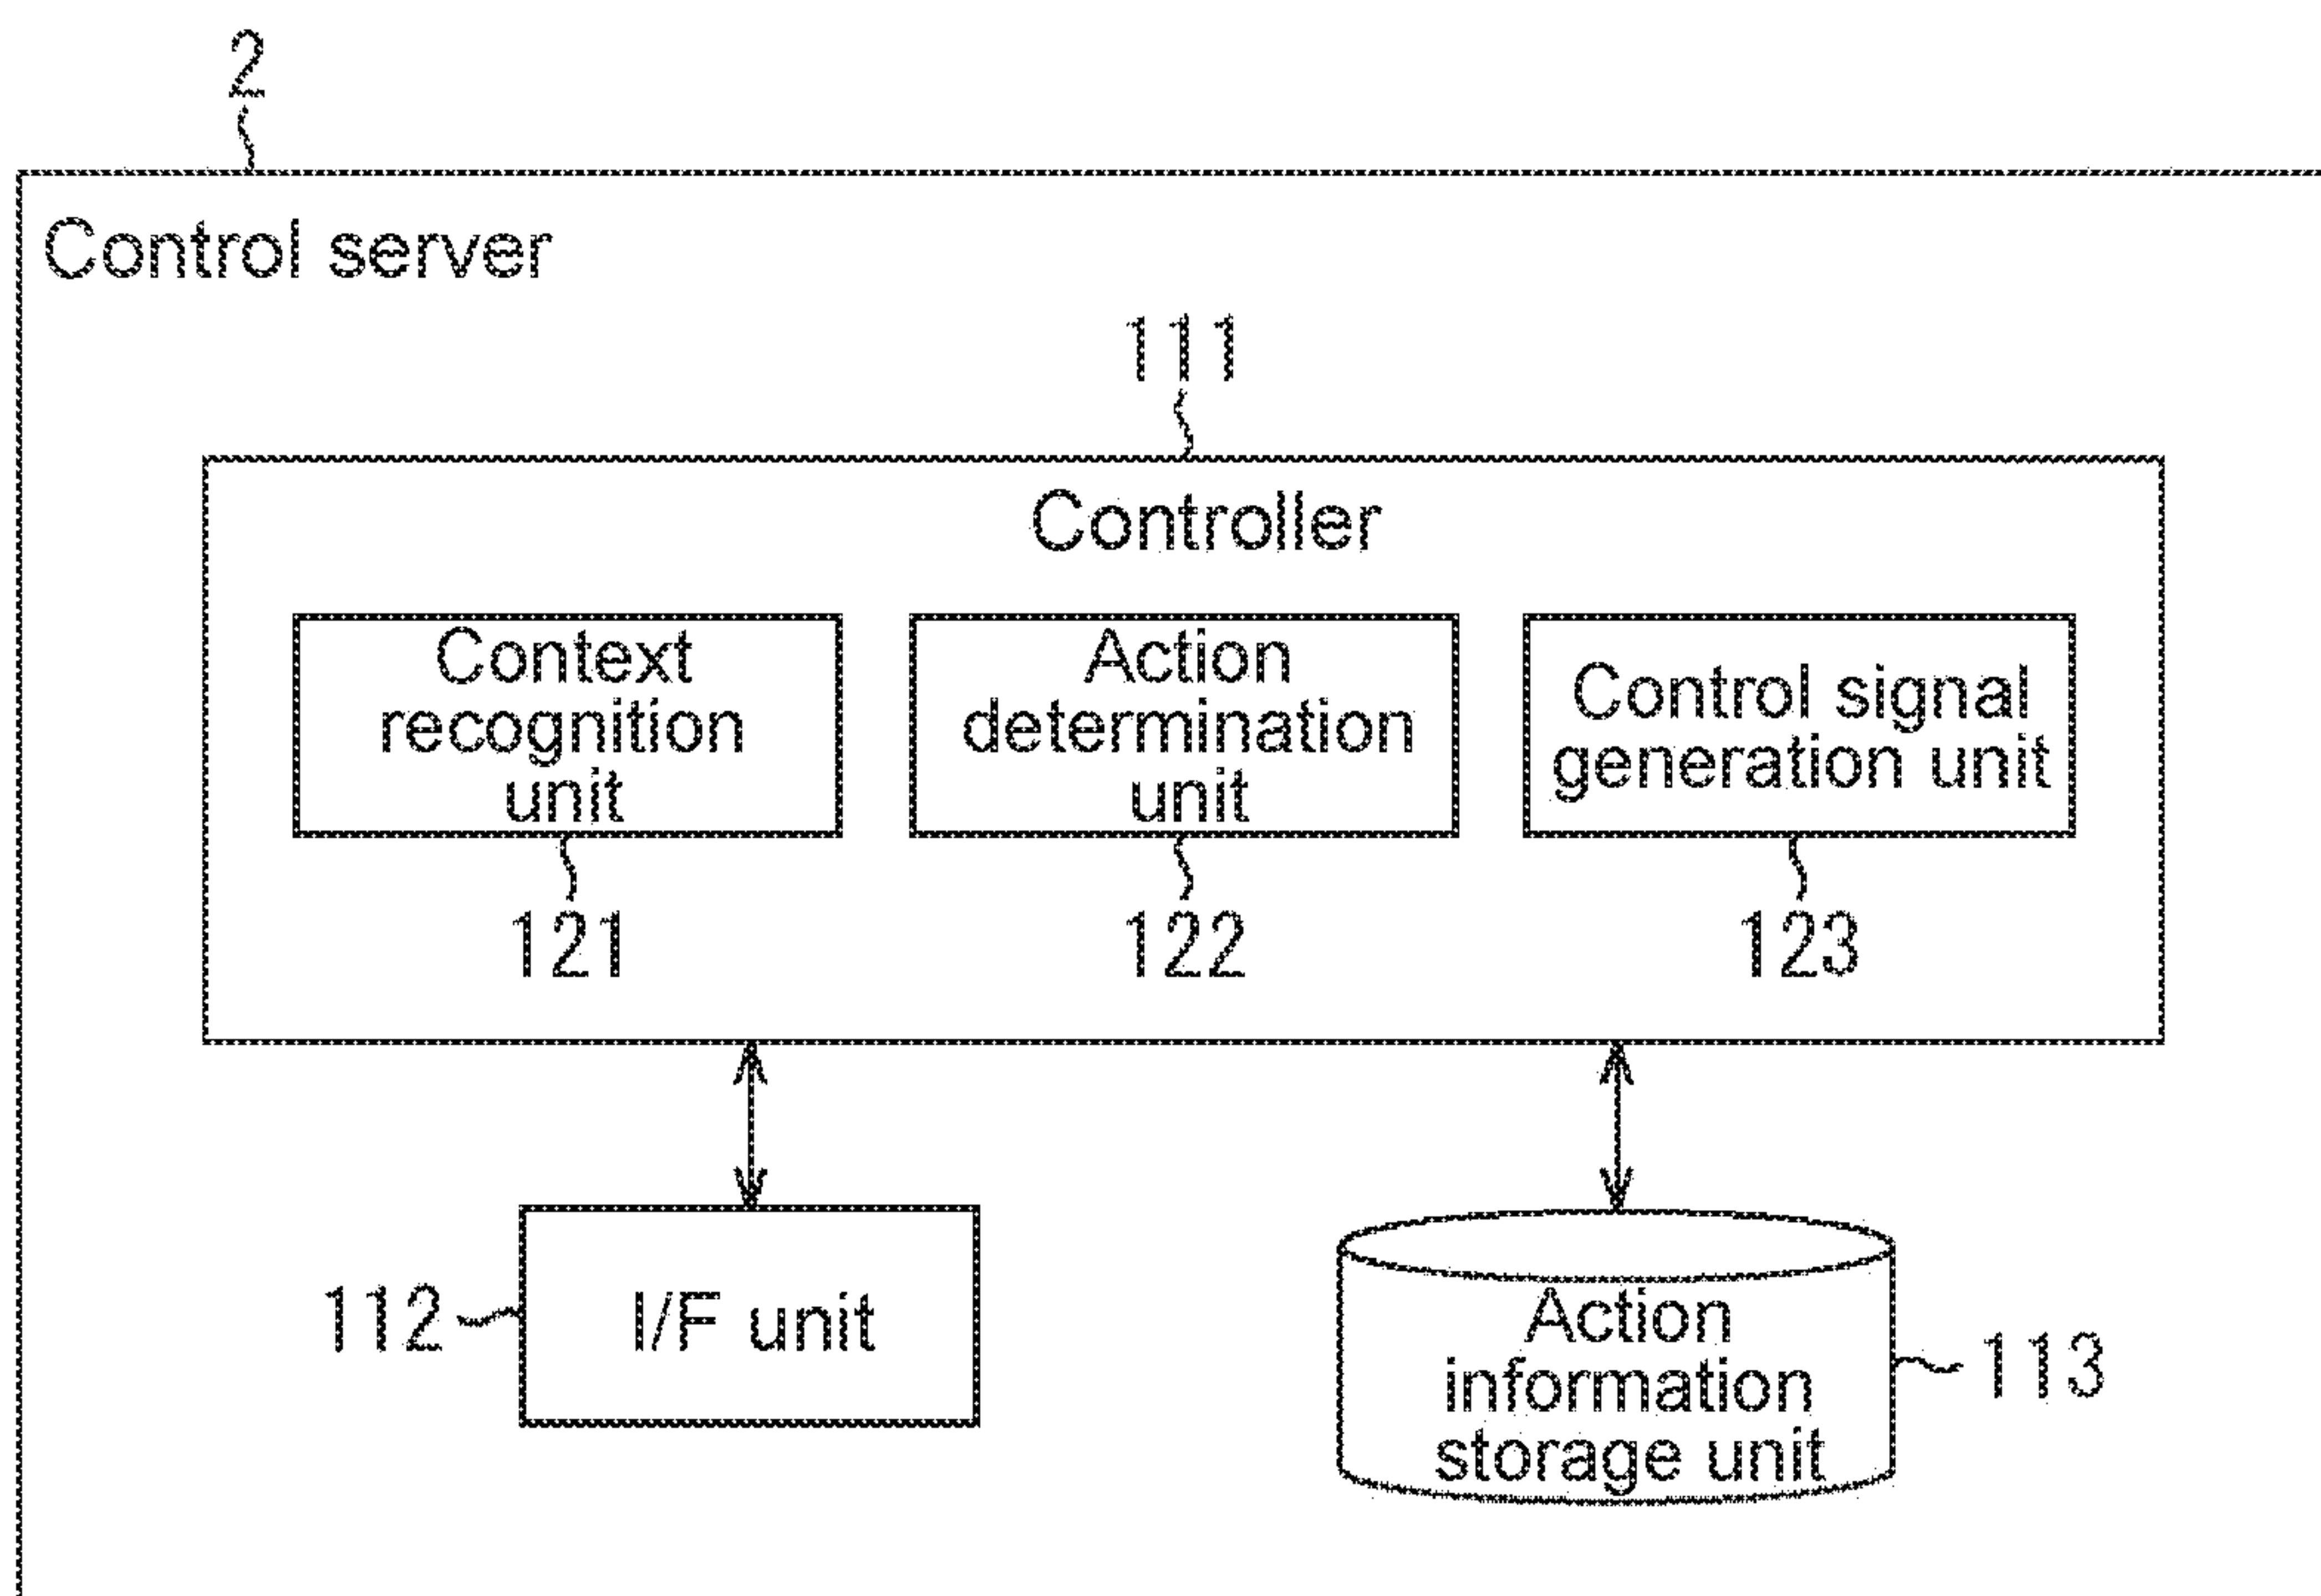 2
Control server
111
Controller
Context
recognition
unit
Action
determination
unit
Control signal
generation unit
121
122
123
112
I/F unit
Action
information
storage unit
113